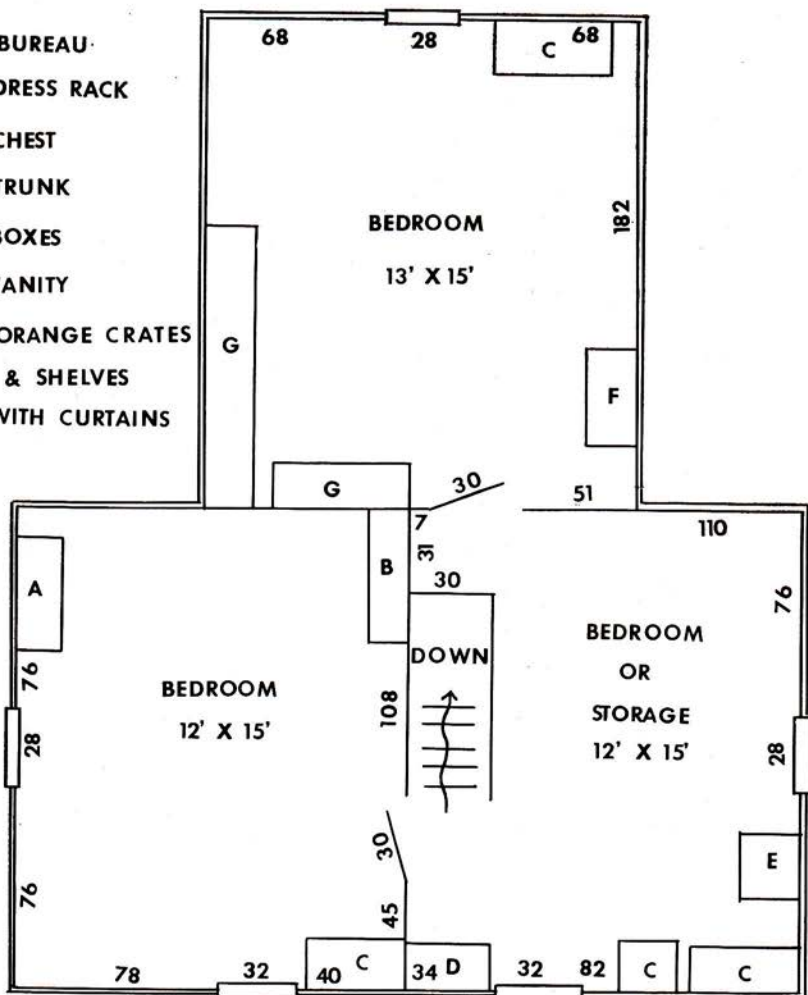 BUREAU
DRESS RACK
CHEST
TRUNK
BOXES
VANITY
ORANGE CRATES
& SHELVES
WITH CURTAINS
68
28
C
68
182
BEDROOM
13' X 15'
G
F
G
30
51
7
31
110
A
B
30
76
DOWN
BEDROOM
OR
STORAGE
12' X 15'
76
BEDROOM
12' X 15'
108
28
28
30
E
76
45
78
32
40
C
34
D
32
82
C
C